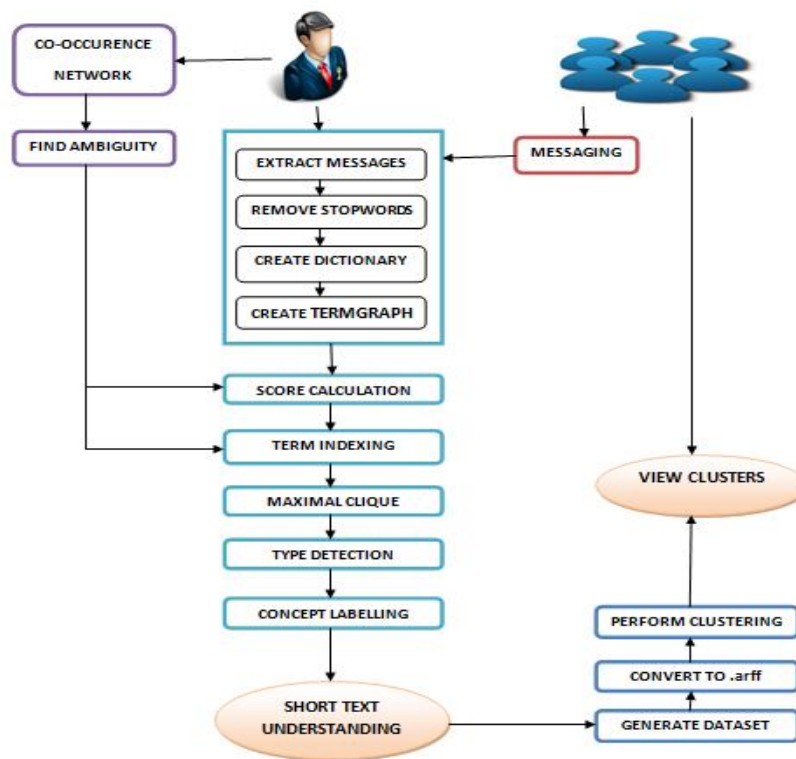 CO-OCCURENCE
NETWORK
FIND AMBIGUITY
MESSAGING
EXTRACT MESSAGES
REMOVE STOPWORDS
CREATE DICTIONARY
CREATE TERMGRAPH
SCORE CALCULATION
TERM INDEXING
MAXIMAL CLIQUE
TYPE DETECTION
CONCEPT LABELLING
SHORT TEXT
UNDERSTANDING
VIEW CLUSTERS
PERFORM CLUSTERING
CONVERT TO .arff
GENERATE DATASET